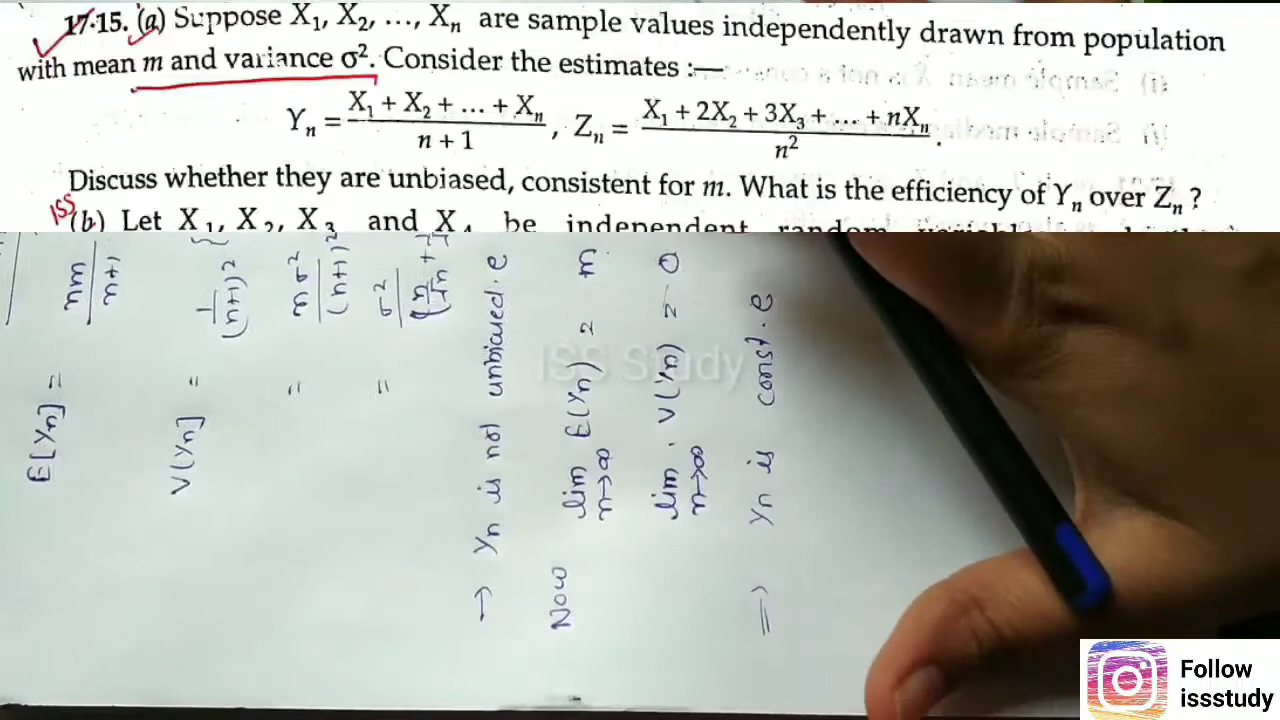 17·15. (a) Suppose X₁, X₂, ..., Xₙ are sample values independently drawn from population
with mean m and variance σ². Consider the estimates :—
Yₙ = (X₁ + X₂ + ... + Xₙ)/(n + 1), Zₙ = (X₁ + 2X₂ + 3X₃ + ... + nXₙ)/n².
Discuss whether they are unbiased, consistent for m. What is the efficiency of Yₙ over Zₙ ?
ISS
(b) Let X₁, X₂, X₃ and X₄ be independent random
E[Yn] = nm/(n+1)
V(Yn] = 1/(n+1)²
= nσ²/(n+1)²
= σ²
→ Yn is not unbiased.e
Now lim n→∞ E(Yn) = m
lim n→∞ . V(Yn) = 0
⇒ Yn is const.e
ISS Study
Follow
issstudy